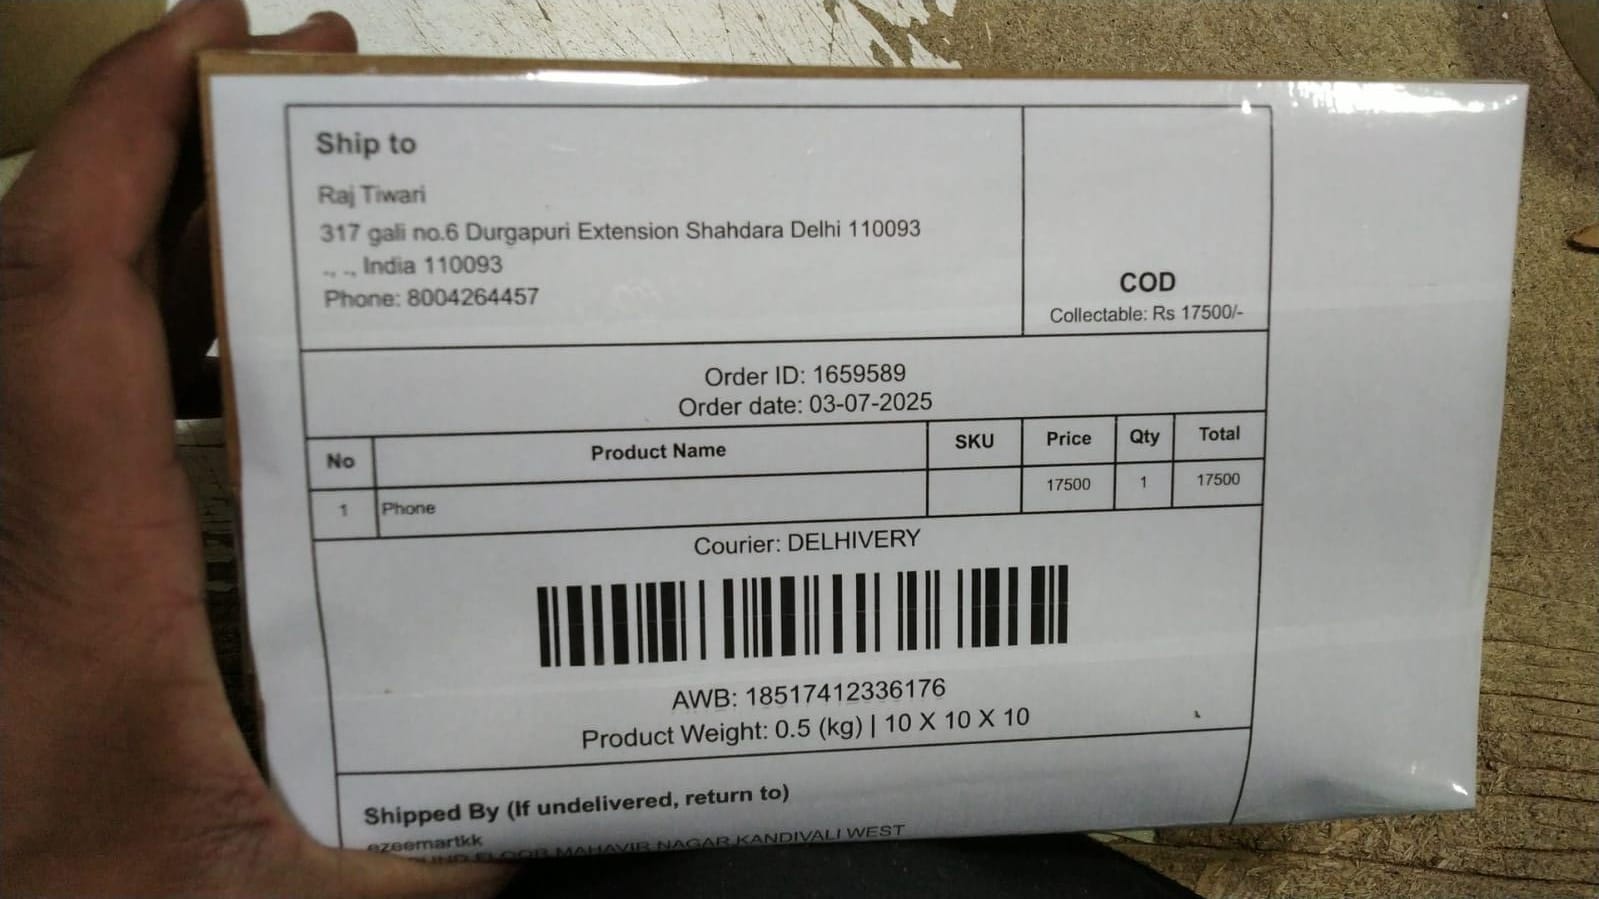 Ship to
Raj Tiwari
317 gali no.6 Durgapuri Extension Shahdara Delhi 110093
., ., India 110093
Phone: 8004264457
COD
Collectable: Rs 17500/-
Order ID: 1659589
Order date: 03-07-2025
No Product Name SKU Price Qty Total
1 Phone 17500 1 17500
Courier: DELHIVERY
AWB: 18517412336176
Product Weight: 0.5 (kg) | 10 X 10 X 10
Shipped By (If undelivered, return to)
ezeemartkk
FLOOR MAHAVIR NAGAR KANDIVALI WEST